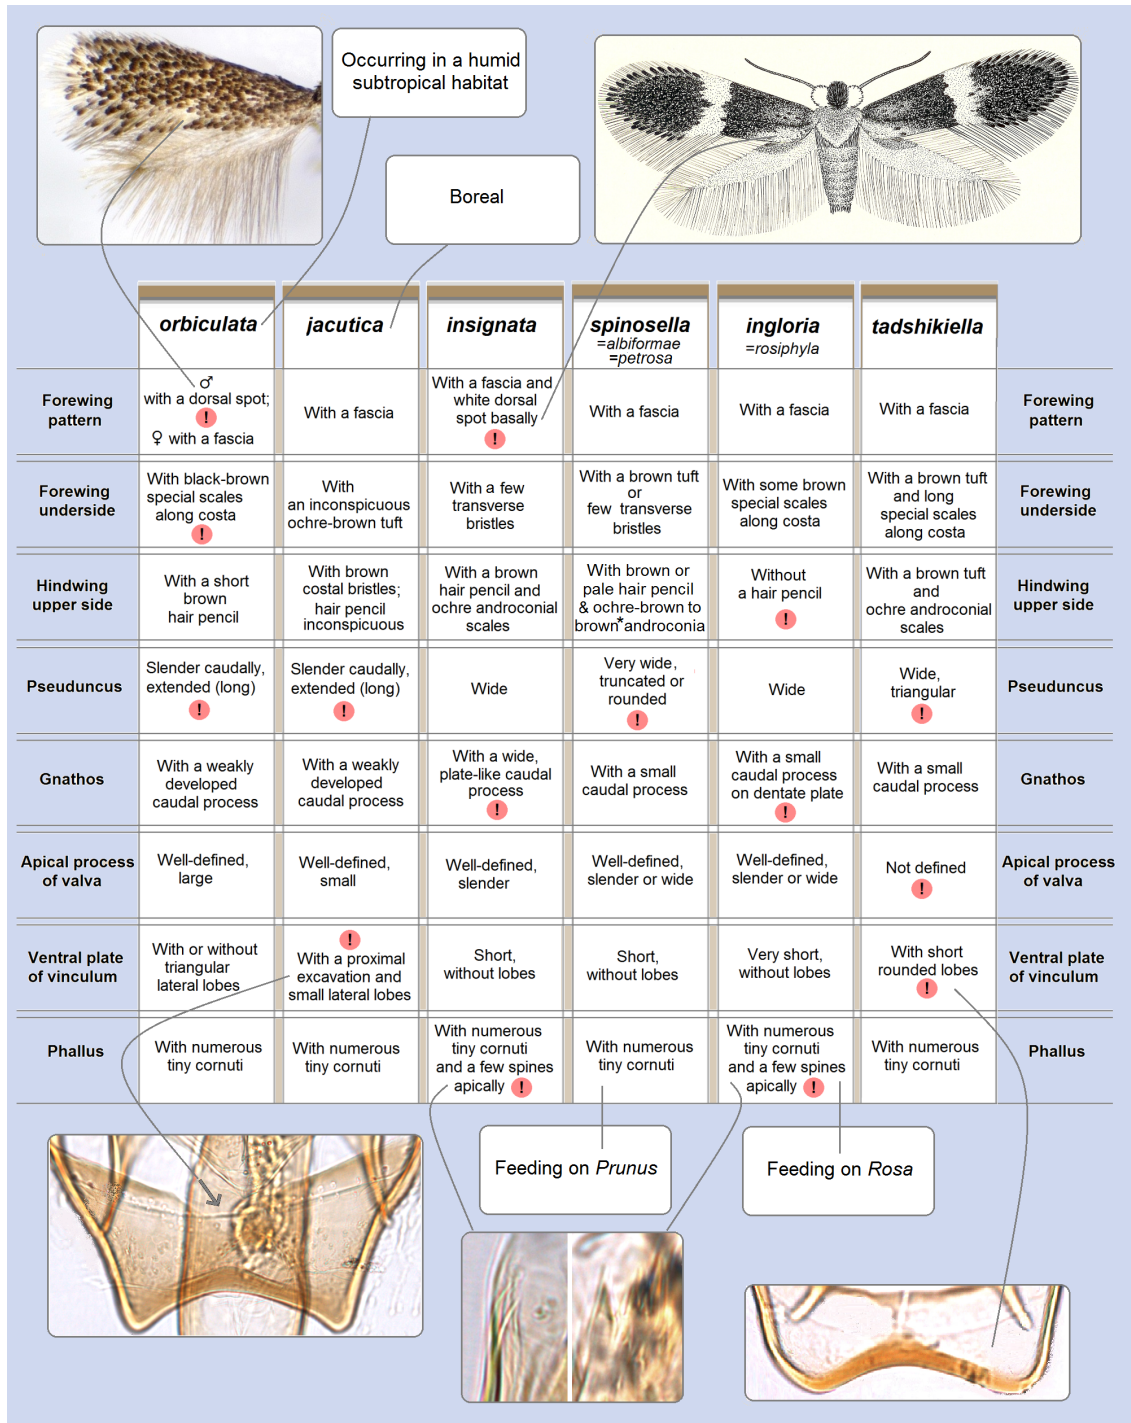 Occurring in a humid
subtropical habitat
Boreal
orbiculata
jacutica
insignata
spinosella
=albiformae
=petrosa
ingloria
=rosiphyla
tadshikiella
Forewing
pattern
♂
with a dorsal spot;
!
♀ with a fascia
With a fascia
With a fascia and
white dorsal
spot basally
!
With a fascia
With a fascia
With a fascia
Forewing
pattern
Forewing
underside
With black-brown
special scales
along costa
!
With
an inconspicuous
ochre-brown tuft
With a few
transverse
bristles
With a brown tuft
or
few transverse
bristles
With some brown
special scales
along costa
With a brown tuft
and long
special scales
along costa
Forewing
underside
Hindwing
upper side
With a short
brown
hair pencil
With brown
costal bristles;
hair pencil
inconspicuous
With a brown
hair pencil and
ochre androconial
scales
With brown or
pale hair pencil
& ochre-brown to
brown* androconia
Without
a hair pencil
!
With a brown tuft
and
ochre androconial
scales
Hindwing
upper side
Pseuduncus
Slender caudally,
extended (long)
!
Slender caudally,
extended (long)
!
Wide
Very wide,
truncated or
rounded
!
Wide
Wide,
triangular
!
Pseuduncus
Gnathos
With a weakly
developed
caudal process
With a weakly
developed
caudal process
With a wide,
plate-like caudal
process
!
With a small
caudal process
With a small
caudal process
on dentate plate
!
With a small
caudal process
Gnathos
Apical process
of valva
Well-defined,
large
Well-defined,
small
Well-defined,
slender
Well-defined,
slender or wide
Well-defined,
slender or wide
Not defined
!
Apical process
of valva
Ventral plate
of vinculum
With or without
triangular
lateral lobes
!
With a proximal
excavation and
small lateral lobes
Short,
without lobes
Short,
without lobes
Very short,
without lobes
With short
rounded lobes
!
Ventral plate
of vinculum
Phallus
With numerous
tiny cornuti
With numerous
tiny cornuti
With numerous
tiny cornuti
and a few spines
apically !
With numerous
tiny cornuti
With numerous
tiny cornuti
and a few spines
apically !
With numerous
tiny cornuti
Phallus
Feeding on Prunus
Feeding on Rosa